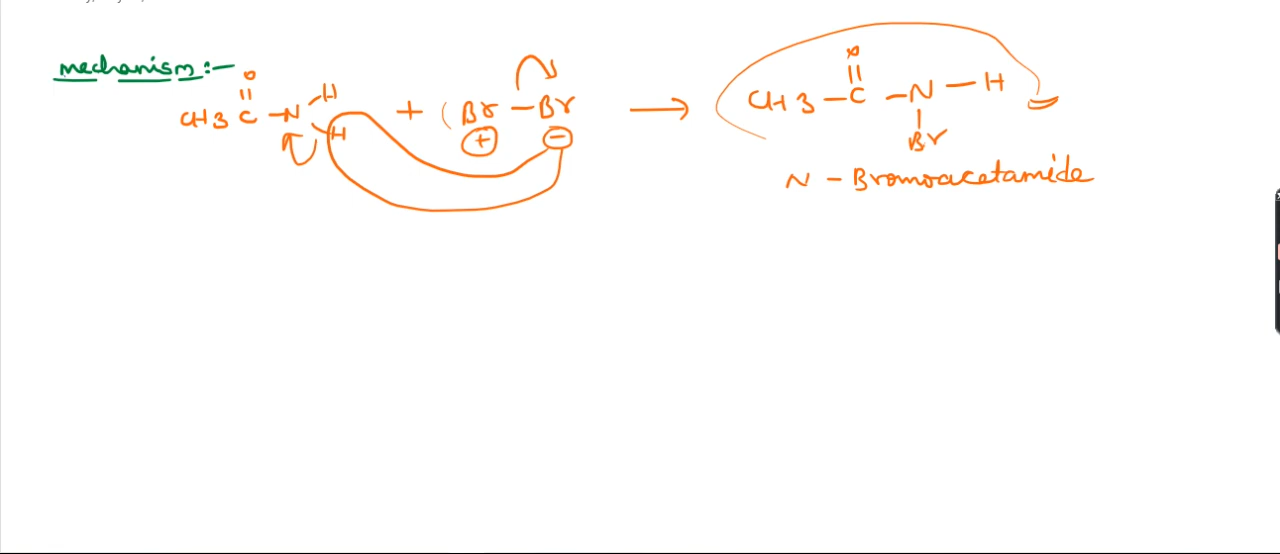 mechanism:-
O
||
CH3 C -N -H
-H
+ (Br -Br
+ -
→
O
||
CH3 -C -N -H
|
Br
N - Bromoacetamide